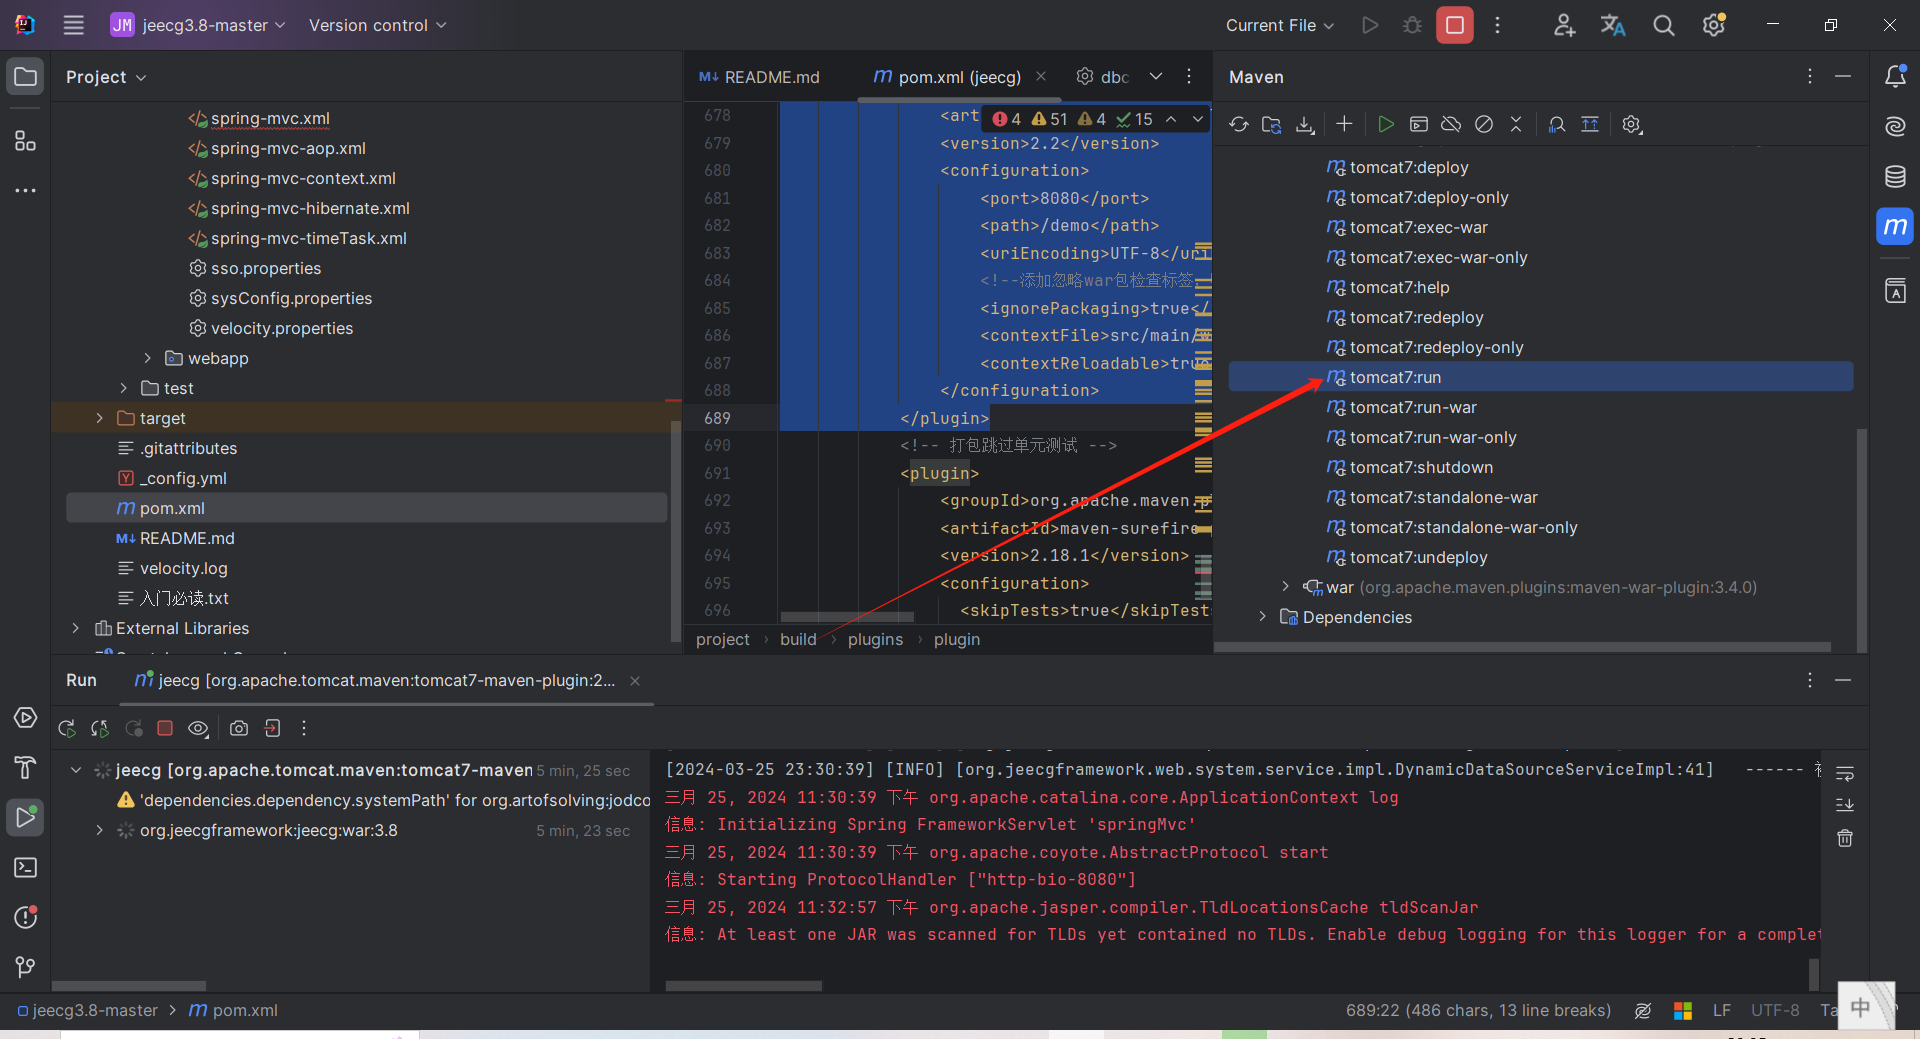 JM jeecg3.8-master Version control Current File
Project
spring-mvc.xml
spring-mvc-aop.xml
spring-mvc-context.xml
spring-mvc-hibernate.xml
spring-mvc-timeTask.xml
sso.properties
sysConfig.properties
velocity.properties
webapp
test
target
.gitattributes
_config.yml
pom.xml
README.md
velocity.log
入门必读.txt
External Libraries
README.md pom.xml (jeecg)
4 51 4 15
678 <art
679 <version>2.2</version>
680 <configuration>
681 <port>8080</port>
682 <path>/demo</path>
683 <uriEncoding>UTF-8</uri
684 <!--添加忽略war包检查标签,
685 <ignorePackaging>true</
686 <contextFile>src/main/w
687 <contextReloadable>true
688 </configuration>
689 </plugin>
690 <!-- 打包跳过单元测试 -->
691 <plugin>
692 <groupId>org.apache.maven.p
693 <artifactId>maven-surefire
694 <version>2.18.1</version>
695 <configuration>
696 <skipTests>true</skipTest
project › build › plugins › plugin
Maven
tomcat7:deploy
tomcat7:deploy-only
tomcat7:exec-war
tomcat7:exec-war-only
tomcat7:help
tomcat7:redeploy
tomcat7:redeploy-only
tomcat7:run
tomcat7:run-war
tomcat7:run-war-only
tomcat7:shutdown
tomcat7:standalone-war
tomcat7:standalone-war-only
tomcat7:undeploy
war (org.apache.maven.plugins:maven-war-plugin:3.4.0)
Dependencies
Run jeecg [org.apache.tomcat.maven:tomcat7-maven-plugin:2...
jeecg [org.apache.tomcat.maven:tomcat7-maven 5 min, 25 sec
'dependencies.dependency.systemPath' for org.artofsolving:jodco
org.jeecgframework:jeecg:war:3.8 5 min, 23 sec
[2024-03-25 23:30:39] [INFO] [org.jeecgframework.web.system.service.impl.DynamicDataSourceServiceImpl:41] ------
三月 25, 2024 11:30:39 下午 org.apache.catalina.core.ApplicationContext log
信息: Initializing Spring FrameworkServlet 'springMvc'
三月 25, 2024 11:30:39 下午 org.apache.coyote.AbstractProtocol start
信息: Starting ProtocolHandler ["http-bio-8080"]
三月 25, 2024 11:32:57 下午 org.apache.jasper.compiler.TldLocationsCache tldScanJar
信息: At least one JAR was scanned for TLDs yet contained no TLDs. Enable debug logging for this logger for a complet
jeecg3.8-master › pom.xml 689:22 (486 chars, 13 line breaks) LF UTF-8 Ta 中